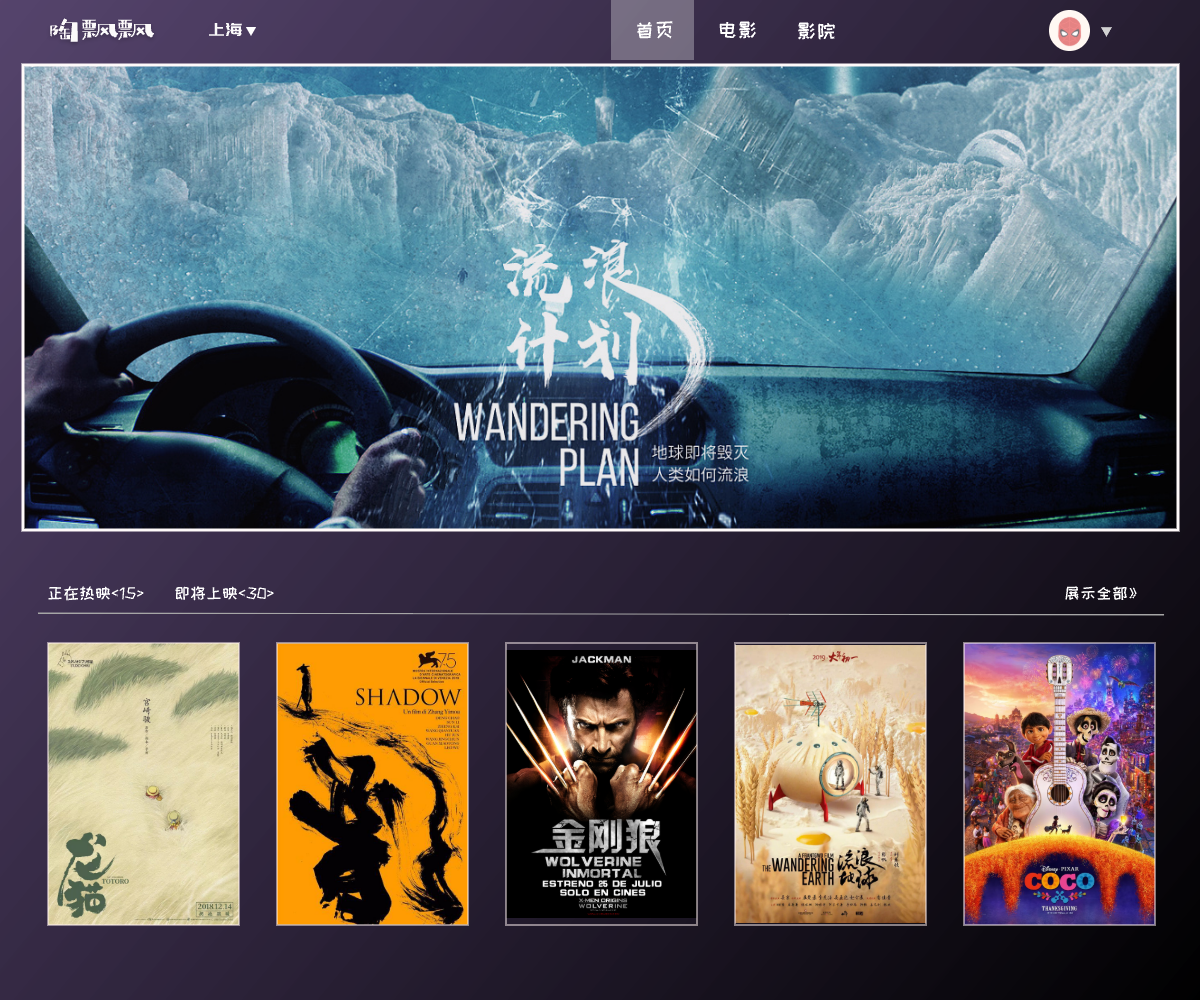 陶飘飘
上海▼
首页
电影
影院
▼
流浪
计划
WANDERING
PLAN
地球即将毁灭
人类如何流浪
正在热映<15>
即将上映<30>
展示全部》
宫崎骏
龙猫
TOTORO
2018.12.14
75
SHADOW
Un film di Zhang Yimou
影
JACKMAN
金刚狼
WOLVERINE
INMORTAL
ESTRENO 26 DE JULIO
SOLO EN CINES
X-MEN ORIGINS
WOLVERINE
2019 大年初一
THE WANDERING
EARTH
流浪
地球
Disney PIXAR
COCO
THANKSGIVING